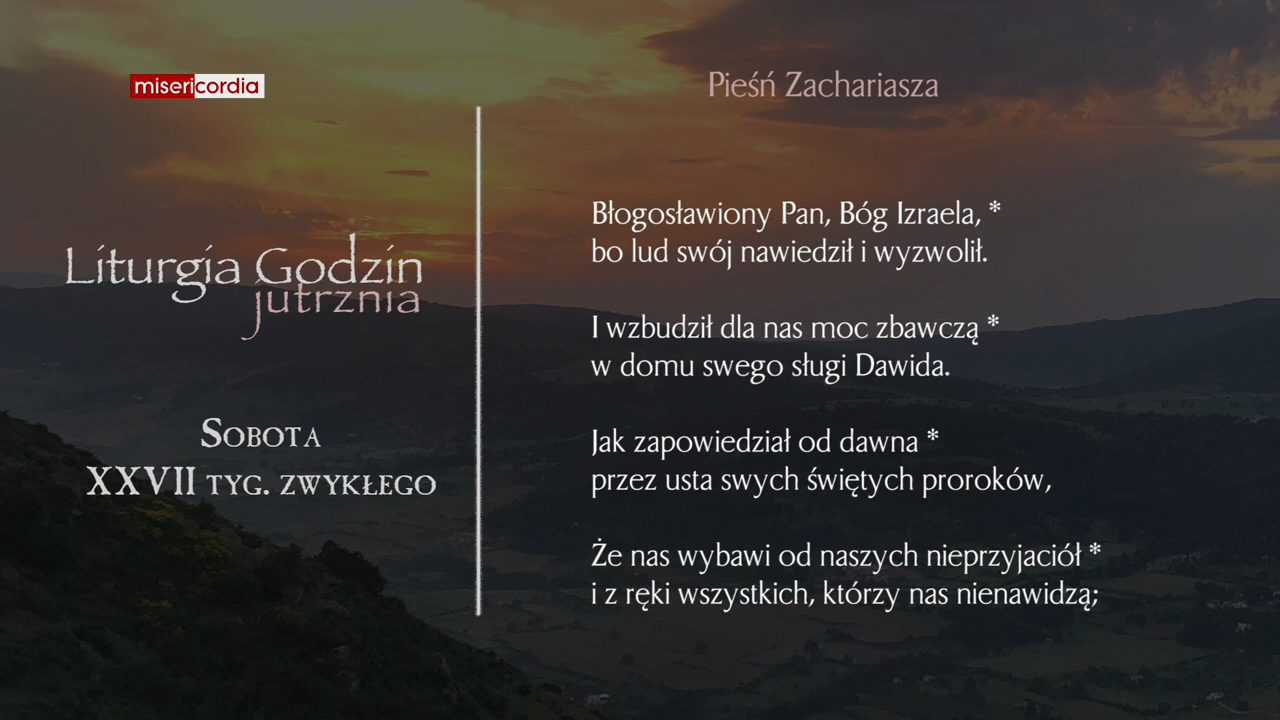 misericordia
Liturgia Godzin
jutrznia
Sobota
XXVII tyg. zwykłego
Pieśń Zachariasza
Błogosławiony Pan, Bóg Izraela, *
bo lud swój nawiedził i wyzwolił.
I wzbudził dla nas moc zbawczą *
w domu swego sługi Dawida.
Jak zapowiedział od dawna *
przez usta swych świętych proroków,
Że nas wybawi od naszych nieprzyjaciół *
i z ręki wszystkich, którzy nas nienawidzą;